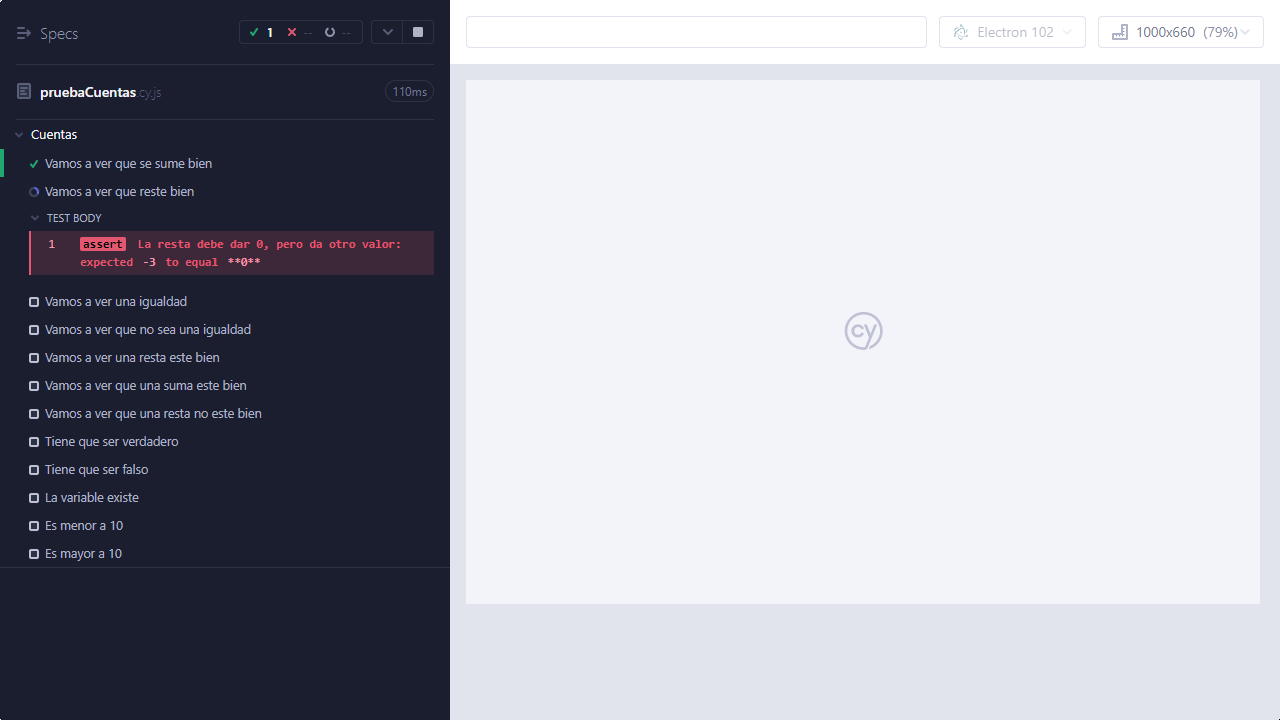 Specs
1 -- --
Electron 102
1000x660 (79%)
pruebaCuentas.cy.js
110ms
Cuentas
Vamos a ver que se sume bien
Vamos a ver que reste bien
TEST BODY
1 assert La resta debe dar 0, pero da otro valor:
expected -3 to equal **0**
Vamos a ver una igualdad
Vamos a ver que no sea una igualdad
Vamos a ver una resta este bien
Vamos a ver que una suma este bien
Vamos a ver que una resta no este bien
Tiene que ser verdadero
Tiene que ser falso
La variable existe
Es menor a 10
Es mayor a 10
cy